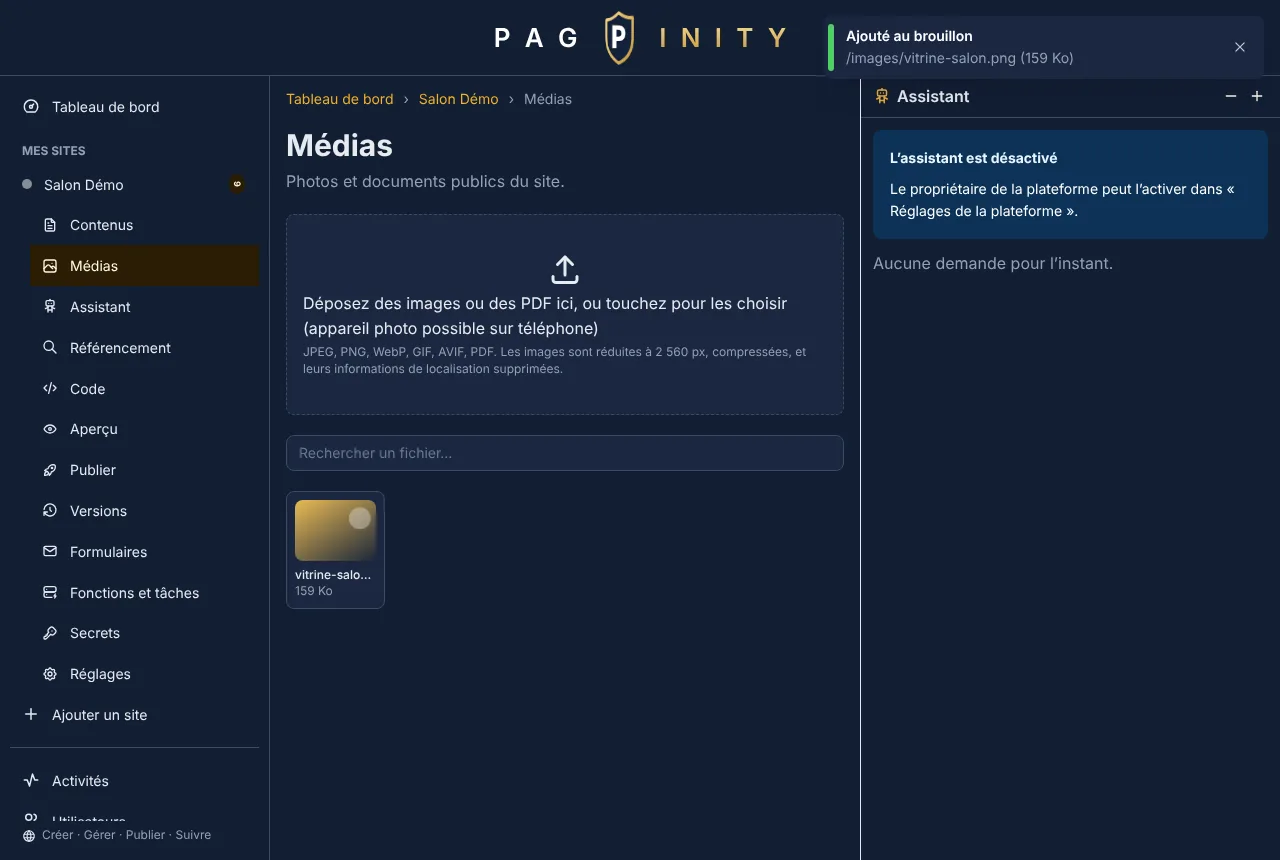 PAG P INITY
Ajouté au brouillon
/images/vitrine-salon.png (159 Ko)
Tableau de bord
MES SITES
Salon Démo
Contenus
Médias
Assistant
Référencement
Code
Aperçu
Publier
Versions
Formulaires
Fonctions et tâches
Secrets
Réglages
Ajouter un site
Activités
Utilisateurs
Créer · Gérer · Publier · Suivre
Tableau de bord › Salon Démo › Médias
Médias
Photos et documents publics du site.
Déposez des images ou des PDF ici, ou touchez pour les choisir
(appareil photo possible sur téléphone)
JPEG, PNG, WebP, GIF, AVIF, PDF. Les images sont réduites à 2 560 px, compressées, et
leurs informations de localisation supprimées.
Rechercher un fichier…
vitrine-salo…
159 Ko
Assistant
L’assistant est désactivé
Le propriétaire de la plateforme peut l’activer dans «
Réglages de la plateforme ».
Aucune demande pour l’instant.